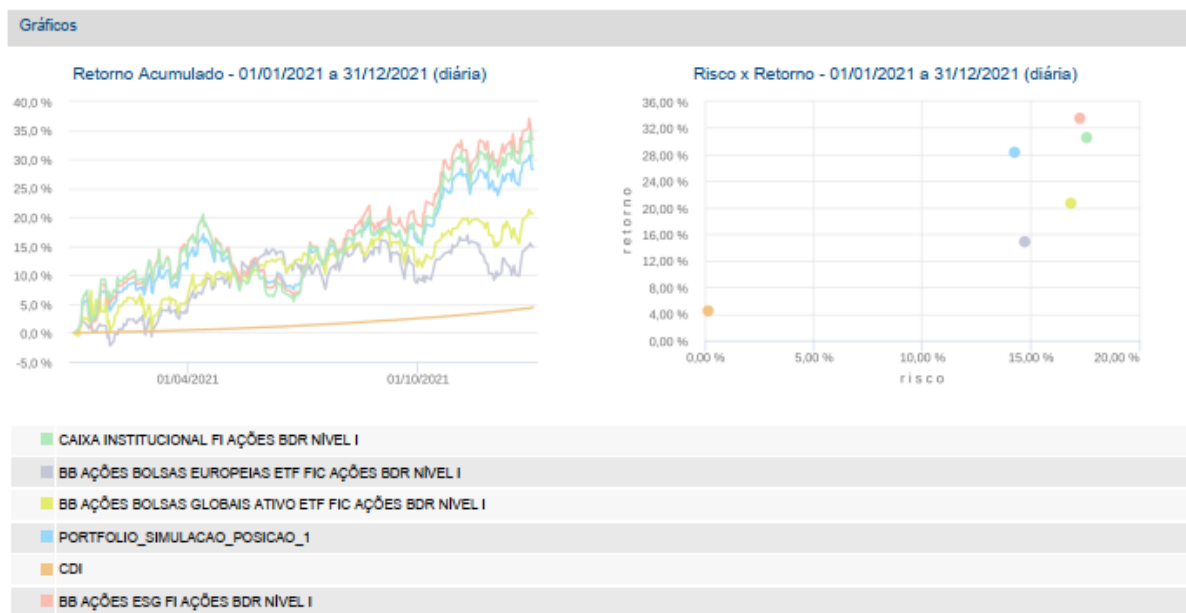 Gráficos
Retorno Acumulado - 01/01/2021 a 31/12/2021 (diária)
40,0 %
35,0 %
30,0 %
25,0 %
20,0 %
15,0 %
10,0 %
5,0 %
0,0 %
-5,0 %
01/04/2021
01/10/2021
Risco x Retorno - 01/01/2021 a 31/12/2021 (diária)
retorno
36,00 %
32,00 %
28,00 %
24,00 %
20,00 %
16,00 %
12,00 %
8,00 %
4,00 %
0,00 %
0,00 %
5,00 %
10,00 %
15,00 %
20,00 %
risco
CAIXA INSTITUCIONAL FI AÇÕES BDR NÍVEL I
BB AÇÕES BOLSAS EUROPEIAS ETF FIC AÇÕES BDR NÍVEL I
BB AÇÕES BOLSAS GLOBAIS ATIVO ETF FIC AÇÕES BDR NÍVEL I
PORTFOLIO_SIMULACAO_POSICAO_1
CDI
BB AÇÕES ESG FI AÇÕES BDR NÍVEL I